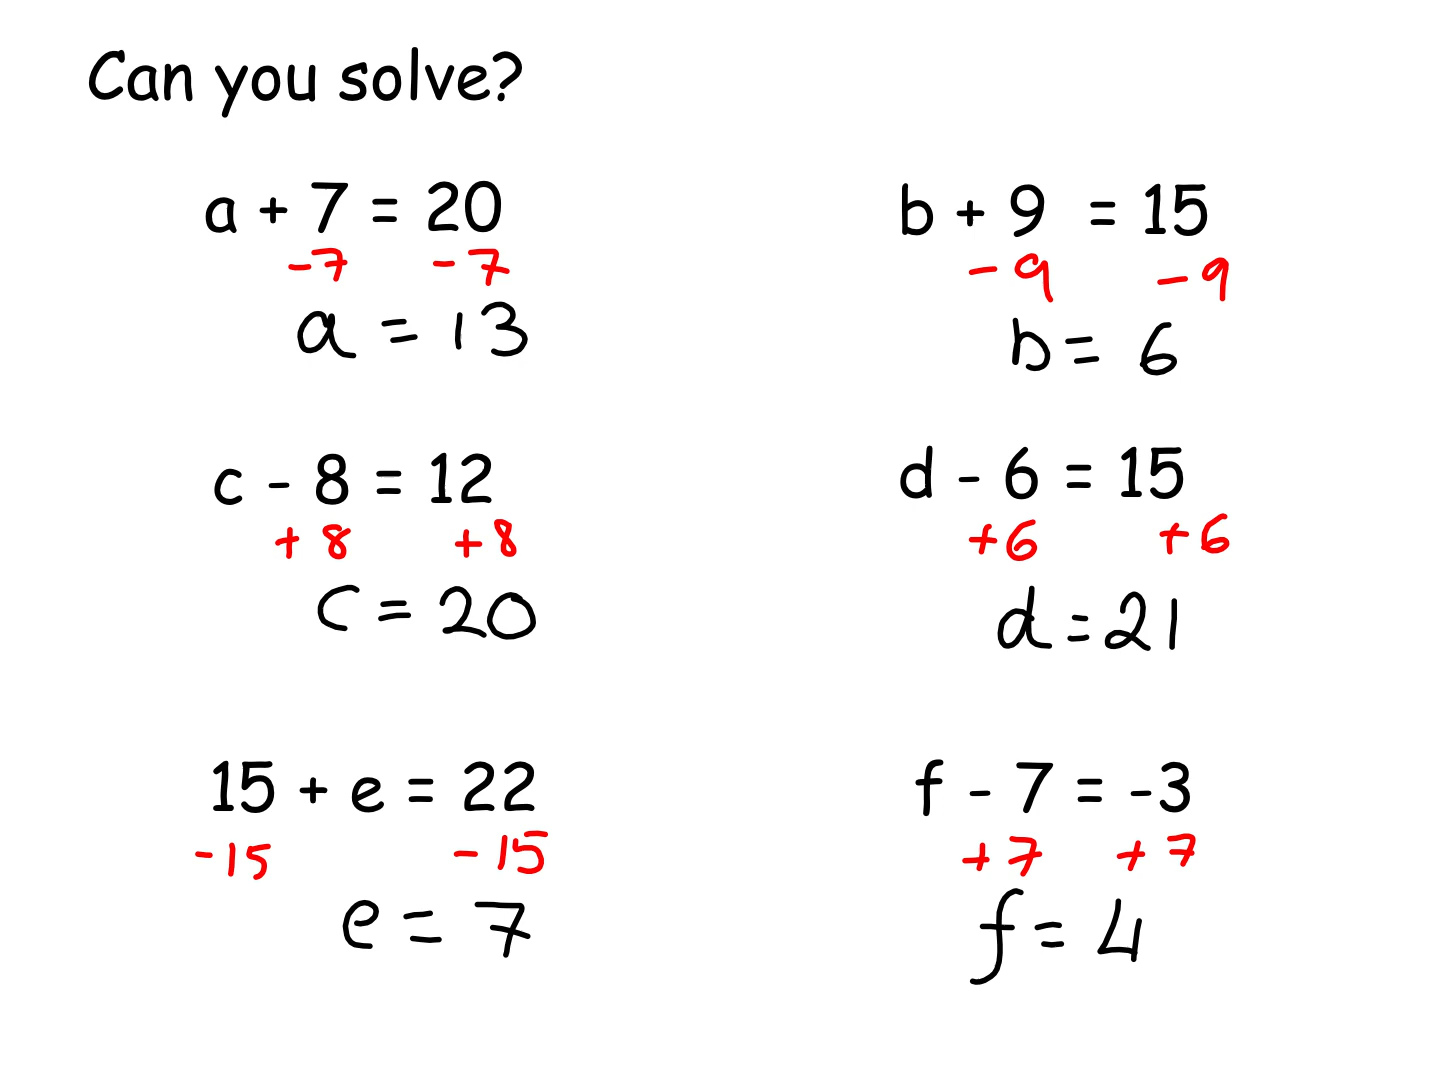 Can you solve?
a + 7 = 20
-7 -7
a = 13
b + 9 = 15
-9 -9
b = 6
c - 8 = 12
+8 +8
c = 20
d - 6 = 15
+6 +6
d = 21
15 + e = 22
-15 -15
e = 7
f - 7 = -3
+7 +7
f = 4